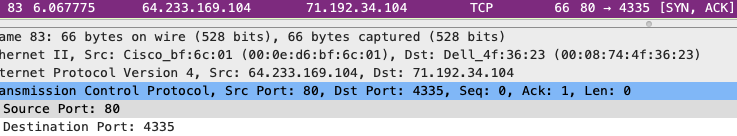 83 6.067775 64.233.169.104 71.192.34.104 TCP 66 80 → 4335 [SYN, ACK]
ame 83: 66 bytes on wire (528 bits), 66 bytes captured (528 bits)
hernet II, Src: Cisco_bf:6c:01 (00:0e:d6:bf:6c:01), Dst: Dell_4f:36:23 (00:08:74:4f:36:23)
ternet Protocol Version 4, Src: 64.233.169.104, Dst: 71.192.34.104
ansmission Control Protocol, Src Port: 80, Dst Port: 4335, Seq: 0, Ack: 1, Len: 0
Source Port: 80
Destination Port: 4335